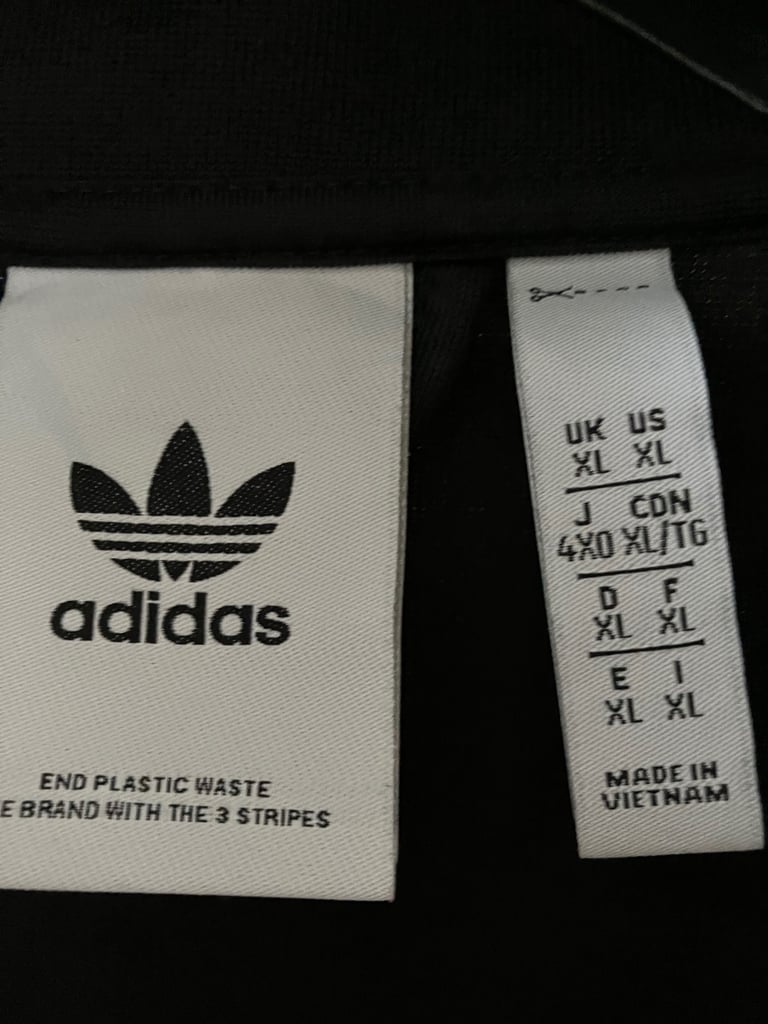 adidas
END PLASTIC WASTE
E BRAND WITH THE 3 STRIPES
UK US
XL XL
J CDN
4XO XL/TG
D F
XL XL
E I
XL XL
MADE IN
VIETNAM